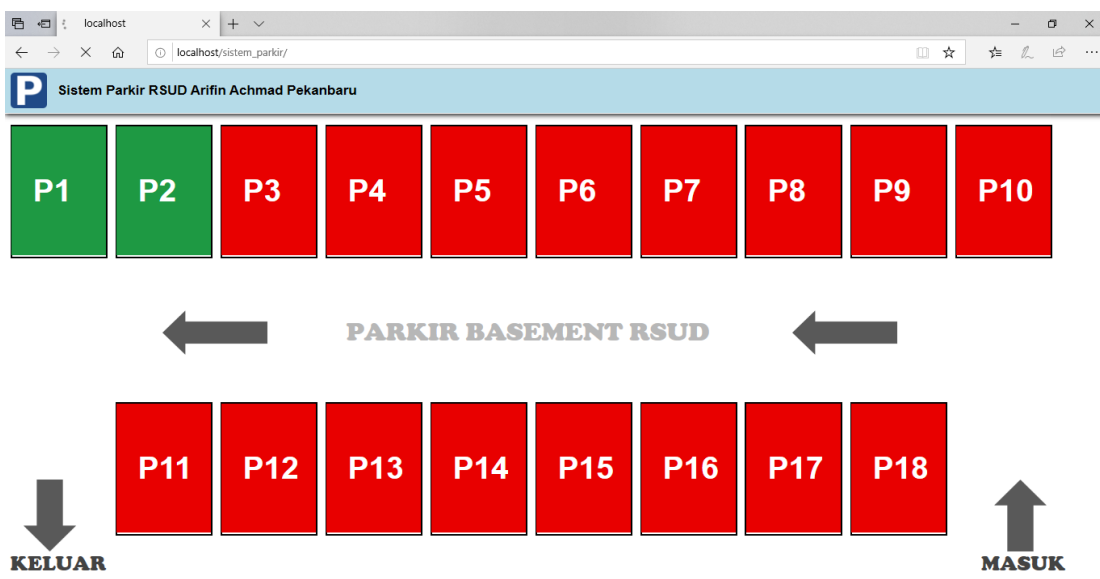 localhost
localhost/sistem_parkir/
P Sistem Parkir RSUD Arifin Achmad Pekanbaru
P1 P2 P3 P4 P5 P6 P7 P8 P9 P10
PARKIR BASEMENT RSUD
P11 P12 P13 P14 P15 P16 P17 P18
KELUAR MASUK